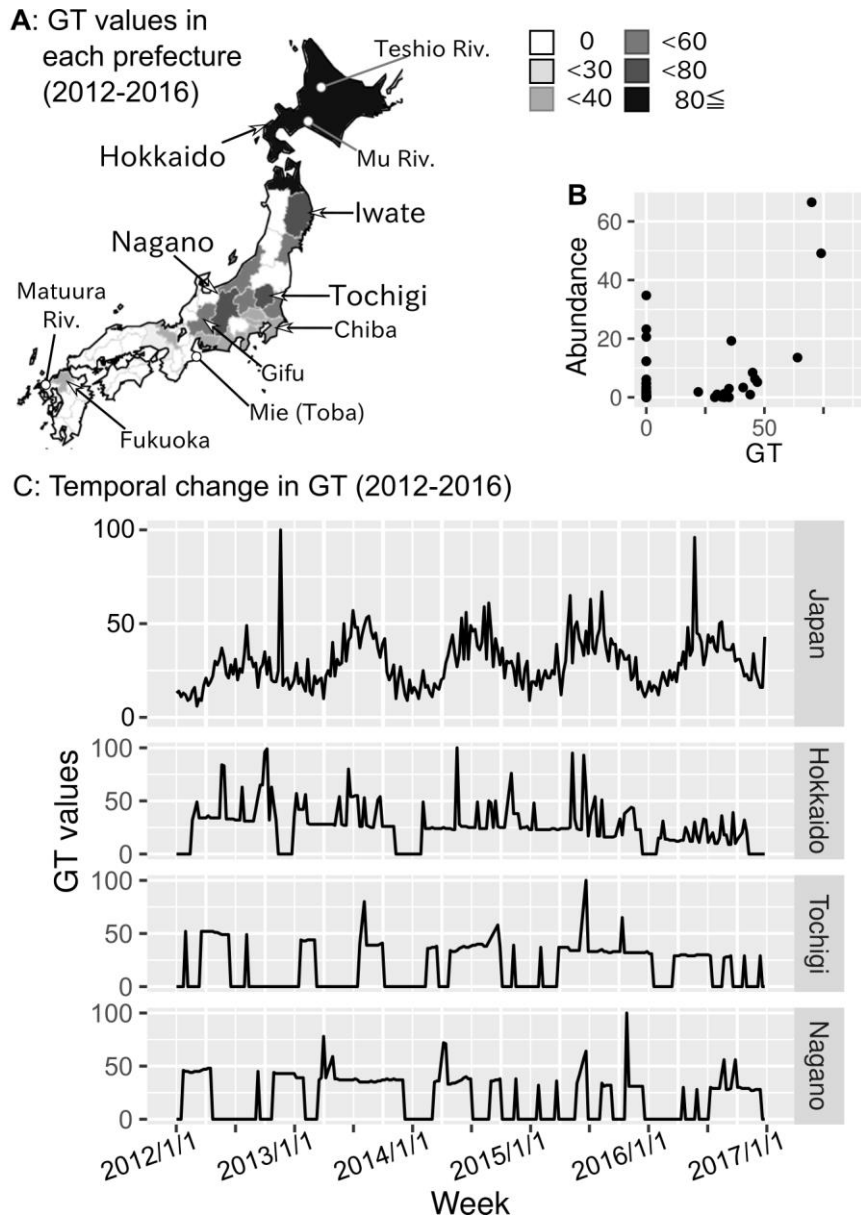 A: GT values in
each prefecture
(2012-2016)
Teshio Riv.
Hokkaido
Mu Riv.
Iwate
Nagano
Matuura
Riv.
Tochigi
Chiba
Gifu
Mie (Toba)
Fukuoka
0
<30
<40
<60
<80
80≦
B
Abundance
60
40
20
0
0
50
GT
C: Temporal change in GT (2012-2016)
GT values
100
50
0
Japan
100
50
0
Hokkaido
100
50
0
Tochigi
100
50
0
Nagano
2012/1/1
2013/1/1
2014/1/1
2015/1/1
2016/1/1
2017/1/1
Week